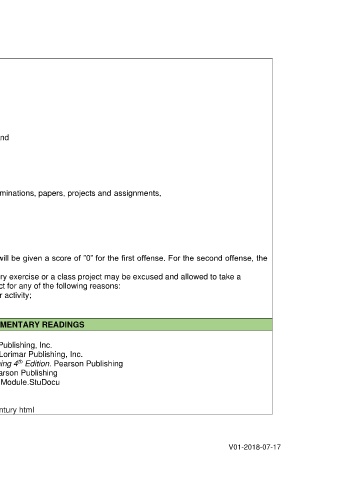 nd
minations, papers, projects and assignments,
will be given a score of "0" for the first offense. For the second offense, the
ry exercise or a class project may be excused and allowed to take a
ct for any of the following reasons:
r activity;
MENTARY READINGS
Publishing, Inc.
Lorimar Publishing, Inc.
ing 4th Edition. Pearson Publishing
arson Publishing
Module.StuDocu
ntury html
V01-2018-07-17